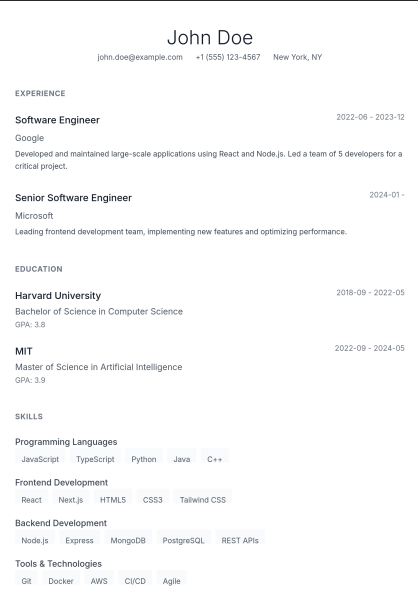 John Doe
john.doe@example.com +1 (555) 123-4567 New York, NY
EXPERIENCE
Software Engineer 2022-06 - 2023-12
Google
Developed and maintained large-scale applications using React and Node.js. Led a team of 5 developers for a
critical project.
Senior Software Engineer 2024-01 -
Microsoft
Leading frontend development team, implementing new features and optimizing performance.
EDUCATION
Harvard University 2018-09 - 2022-05
Bachelor of Science in Computer Science
GPA: 3.8
MIT 2022-09 - 2024-05
Master of Science in Artificial Intelligence
GPA: 3.9
SKILLS
Programming Languages
JavaScript TypeScript Python Java C++
Frontend Development
React Next.js HTML5 CSS3 Tailwind CSS
Backend Development
Node.js Express MongoDB PostgreSQL REST APIs
Tools & Technologies
Git Docker AWS CI/CD Agile